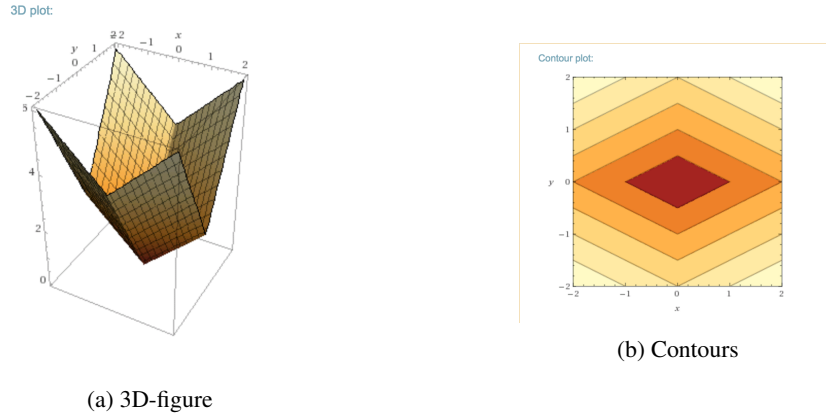 3D plot:
y 1 2 2 −1 x 0 1 2
0
−1
−2
5
4
2
0
(a) 3D-figure
Contour plot:
2
1
y 0
−1
−2
−2 −1 0 1 2
x
(b) Contours